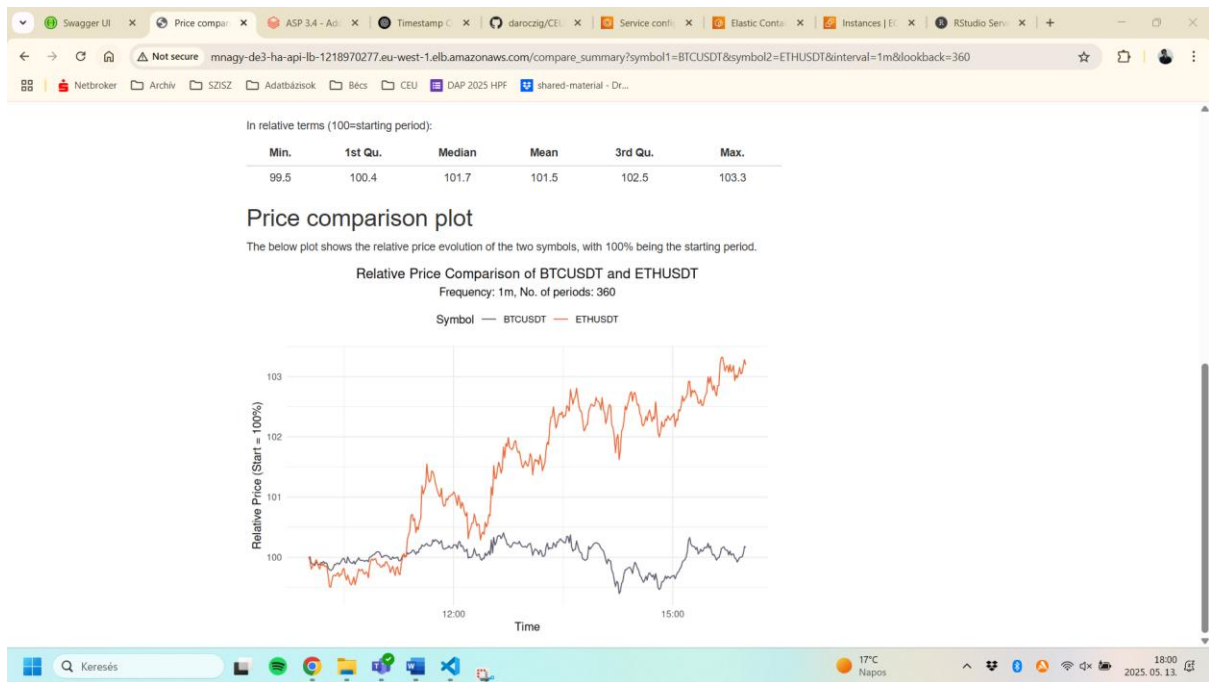 Swagger UI
Price compar
ASP 3.4 - Add
Timestamp C
daroczig/CEU
Service config
Elastic Contai
Instances | EC
RStudio Serve
Not secure mnagy-de3-ha-api-lb-1218970277.eu-west-1.elb.amazonaws.com/compare_summary?symbol1=BTCUSDT&symbol2=ETHUSDT&interval=1m&lookback=360
Netbroker Archív SZISZ Adatbázisok Bécs CEU DAP 2025 HPF shared-material - Dr...
In relative terms (100=starting period):
Min. 1st Qu. Median Mean 3rd Qu. Max.
99.5 100.4 101.7 101.5 102.5 103.3
Price comparison plot
The below plot shows the relative price evolution of the two symbols, with 100% being the starting period.
Relative Price Comparison of BTCUSDT and ETHUSDT
Frequency: 1m, No. of periods: 360
Symbol BTCUSDT ETHUSDT
Relative Price (Start = 100%)
103
102
101
100
12:00 15:00
Time
Keresés
17°C
Napos
18:00
2025. 05. 13.